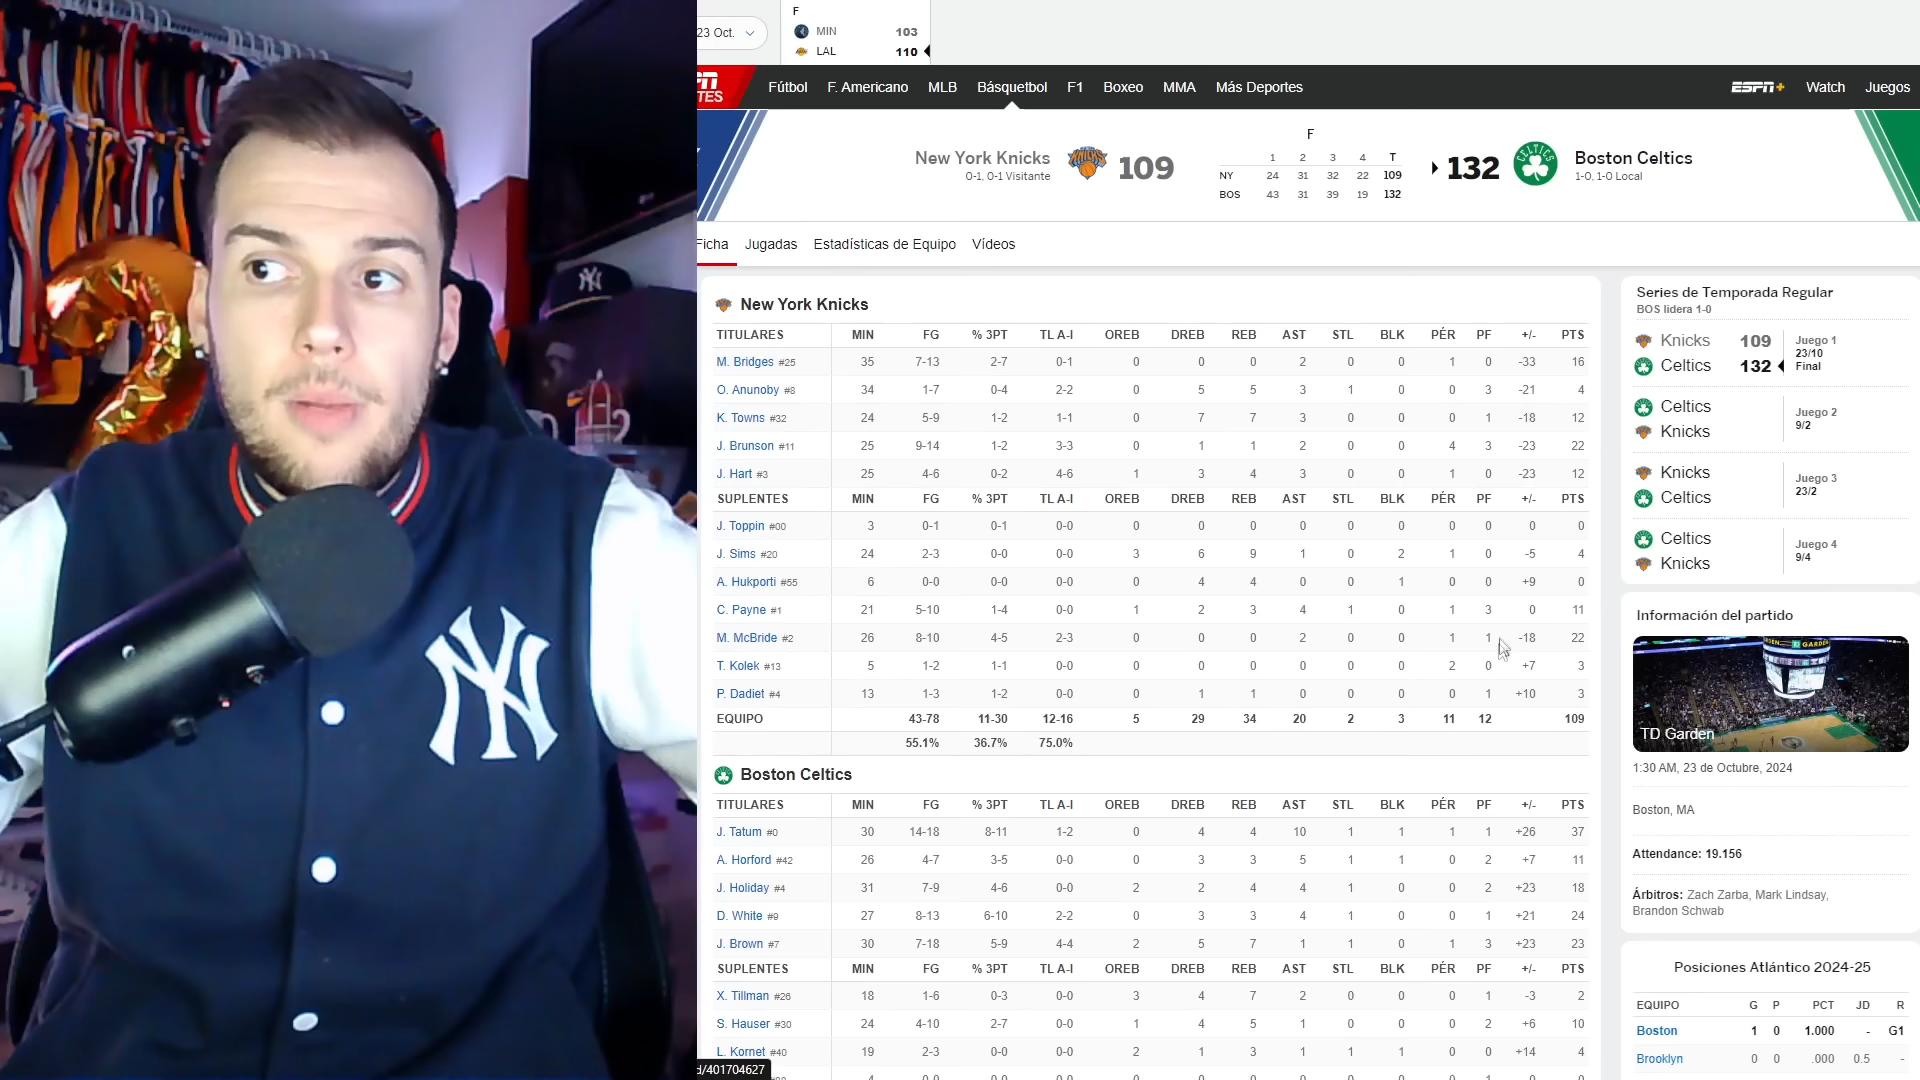 23 Oct.
F
MIN 103
LAL 110
Fútbol F. Americano MLB Básquetbol F1 Boxeo MMA Más Deportes ESPN+ Watch Juegos
New York Knicks 109
0-1, 0-1 Visitante
F
1 2 3 4 T
NY 24 31 32 22 109
BOS 43 31 39 19 132
132 Boston Celtics
1-0, 1-0 Local
Ficha Jugadas Estadísticas de Equipo Vídeos
New York Knicks
TITULARES MIN FG % 3PT TL A-I OREB DREB REB AST STL BLK PÉR PF +/- PTS
M. Bridges #25 35 7-13 2-7 0-1 0 0 0 2 0 0 1 0 -33 16
O. Anunoby #8 34 1-7 0-4 2-2 0 5 5 3 1 0 0 3 -21 4
K. Towns #32 24 5-9 1-2 1-1 0 7 7 3 0 0 0 1 -18 12
J. Brunson #11 25 9-14 1-2 3-3 0 1 1 2 0 0 4 3 -23 22
J. Hart #3 25 4-6 0-2 4-6 1 3 4 3 0 0 1 0 -23 12
SUPLENTES MIN FG % 3PT TL A-I OREB DREB REB AST STL BLK PÉR PF +/- PTS
J. Toppin #00 3 0-1 0-1 0-0 0 0 0 0 0 0 0 0 0 0
J. Sims #20 24 2-3 0-0 0-0 3 6 9 1 0 2 1 0 -5 4
A. Hukporti #55 6 0-0 0-0 0-0 0 4 4 0 0 1 0 0 +9 0
C. Payne #1 21 5-10 1-4 0-0 1 2 3 4 1 0 1 3 0 11
M. McBride #2 26 8-10 4-5 2-3 0 0 0 2 0 0 1 1 -18 22
T. Kolek #13 5 1-2 1-1 0-0 0 0 0 0 0 0 2 0 +7 3
P. Dadiet #4 13 1-3 1-2 0-0 0 1 1 0 0 0 0 1 +10 3
EQUIPO 43-78 11-30 12-16 5 29 34 20 2 3 11 12 109
55.1% 36.7% 75.0%
Boston Celtics
TITULARES MIN FG % 3PT TL A-I OREB DREB REB AST STL BLK PÉR PF +/- PTS
J. Tatum #0 30 14-18 8-11 1-2 0 4 4 10 1 1 1 1 +26 37
A. Horford #42 26 4-7 3-5 0-0 0 3 3 5 1 1 0 2 +7 11
J. Holiday #4 31 7-9 4-6 0-0 2 2 4 4 1 0 0 2 +23 18
D. White #9 27 8-13 6-10 2-2 0 3 3 4 1 0 0 1 +21 24
J. Brown #7 30 7-18 5-9 4-4 2 5 7 1 1 0 1 3 +23 23
SUPLENTES MIN FG % 3PT TL A-I OREB DREB REB AST STL BLK PÉR PF +/- PTS
X. Tillman #26 18 1-6 0-3 0-0 3 4 7 2 0 0 0 1 -3 2
S. Hauser #30 24 4-10 2-7 0-0 1 4 5 1 0 0 0 2 +6 10
L. Kornet #40 19 2-3 0-0 0-0 2 1 3 1 1 1 0 0 +14 4
d/401704627
Series de Temporada Regular
BOS lidera 1-0
Knicks 109
Celtics 132
Juego 1
23/10
Final
Celtics
Knicks
Juego 2
9/2
Knicks
Celtics
Juego 3
23/2
Celtics
Knicks
Juego 4
9/4
Información del partido
TD Garden
1:30 AM, 23 de Octubre, 2024
Boston, MA
Attendance: 19.156
Árbitros: Zach Zarba, Mark Lindsay,
Brandon Schwab
Posiciones Atlántico 2024-25
EQUIPO G P PCT JD R
Boston 1 0 1.000 - G1
Brooklyn 0 0 .000 0.5 -
NY
NY